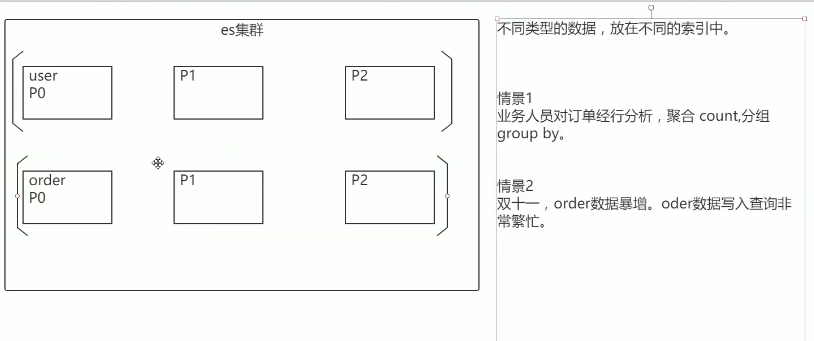 es集群
user
P0
P1
P2
order
P0
P1
P2
不同类型的数据，放在不同的索引中。
情景1
业务人员对订单经行分析，聚合 count,分组
group by。
情景2
双十一，order数据暴增。oder数据写入查询非
常繁忙。